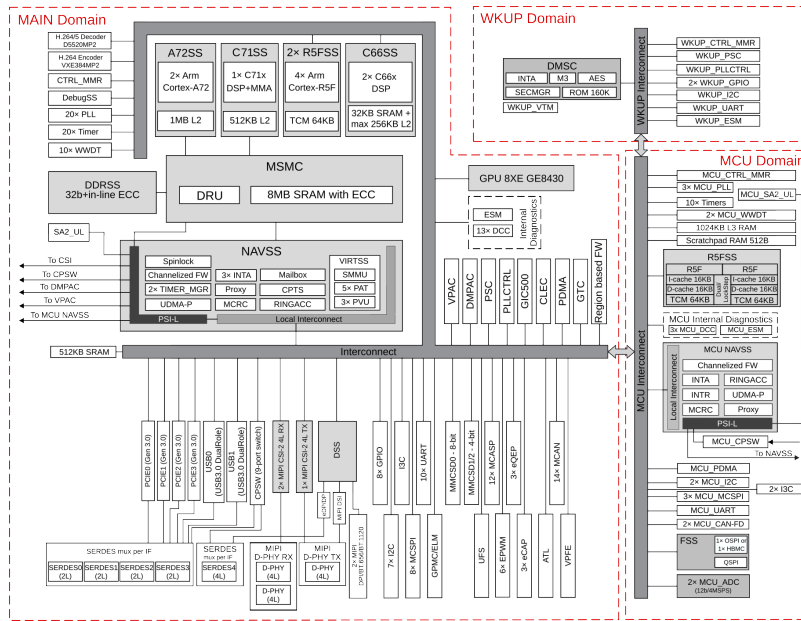 MAIN Domain
H.264/5 Decoder
D5520MP2
H.264 Encoder
VXE384MP2
CTRL_MMR
DebugSS
20× PLL
20× Timer
10× WWDT
A72SS
2× Arm
Cortex-A72
1MB L2
C71SS
1× C71x
DSP+MMA
512KB L2
2× R5FSS
4× Arm
Cortex-R5F
TCM 64KB
C66SS
2× C66x
DSP
32KB SRAM +
max 256KB L2
MSMC
DRU
8MB SRAM with ECC
DDRSS
32b+in-line ECC
GPU 8XE GE8430
ESM
13× DCC
Internal
Diagnostics
SA2_UL
To CSI
To CPSW
To DMPAC
To VPAC
To MCU NAVSS
NAVSS
Spinlock
Channelized FW
2× TIMER_MGR
UDMA-P
3× INTA
Proxy
MCRC
Mailbox
CPTS
RINGACC
VIRTSS
SMMU
5× PAT
3× PVU
PSI-L
Local Interconnect
VPAC
DMPAC
PSC
PLLCTRL
GIC500
CLEC
PDMA
GTC
Region based FW
512KB SRAM
Interconnect
PCIE0 (Gen 3.0)
PCIE1 (Gen 3.0)
PCIE2 (Gen 3.0)
PCIE3 (Gen 3.0)
USB0
(USB3.0 DualRole)
USB1
(USB3.0 DualRole)
CPSW (9-port switch)
2× MIPI CSI-2 4L RX
1× MIPI CSI-2 4L TX
DSS
eDP/DP
MIPI DSI
2× MIPI
DPI/BT 656/BT 1120
8× GPIO
I3C
10× UART
7× I2C
8× MCSPI
GPMC/ELM
MMCSD0 - 8-bit
MMCSD1/2 - 4-bit
12× MCASP
3× eQEP
14× MCAN
UFS
6× EPWM
3× eCAP
ATL
VPFE
SERDES mux per IF
SERDES0
(2L)
SERDES1
(2L)
SERDES2
(2L)
SERDES3
(2L)
SERDES
mux per IF
SERDES4
(4L)
MIPI
D-PHY RX
D-PHY
(4L)
D-PHY
(4L)
MIPI
D-PHY TX
D-PHY
(4L)
WKUP Domain
DMSC
INTA
M3
AES
SECMGR
ROM 160K
WKUP_VTM
WKUP Interconnect
WKUP_CTRL_MMR
WKUP_PSC
WKUP_PLLCTRL
2× WKUP_GPIO
WKUP_I2C
WKUP_UART
WKUP_ESM
MCU Domain
MCU Interconnect
MCU_CTRL_MMR
3× MCU_PLL
MCU_SA2_UL
10× Timers
2× MCU_WWDT
1024KB L3 RAM
Scratchpad RAM 512B
R5FSS
R5F
I-cache 16KB
D-cache 16KB
TCM 64KB
Dual/
LockStep
R5F
I-cache 16KB
D-cache 16KB
TCM 64KB
MCU Internal Diagnostics
3x MCU_DCC
MCU_ESM
MCU NAVSS
Local Interconnect
Channelized FW
INTA
RINGACC
INTR
UDMA-P
MCRC
Proxy
PSI-L
MCU_CPSW
To NAVSS
MCU_PDMA
2× MCU_I2C
2× I3C
3× MCU_MCSPI
MCU_UART
2× MCU_CAN-FD
FSS
1× OSPI or
1× HBMC
QSPI
2× MCU_ADC
(12b/4MSPS)